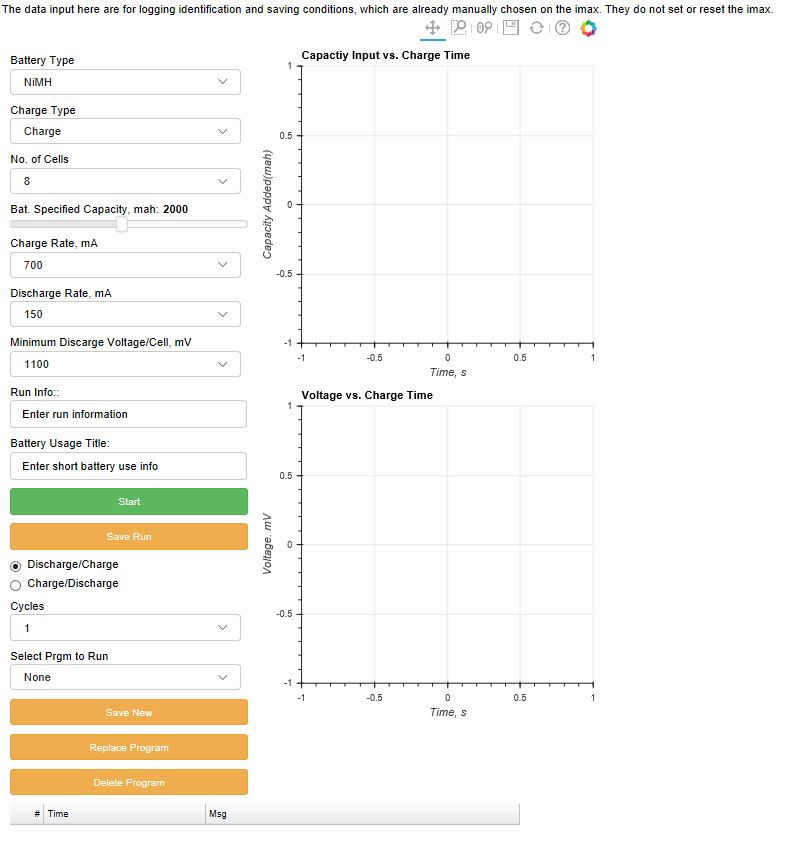 The data input here are for logging identification and saving conditions, which are already manually chosen on the imax. They do not set or reset the imax.
Battery Type
NiMH
Charge Type
Charge
No. of Cells
8
Bat. Specified Capacity, mah: 2000
Charge Rate, mA
700
Discharge Rate, mA
150
Minimum Discarge Voltage/Cell, mV
1100
Run Info::
Enter run information
Battery Usage Title:
Enter short battery use info
Start
Save Run
Discharge/Charge
Charge/Discharge
Cycles
1
Select Prgm to Run
None
Save New
Replace Program
Delete Program
# Time Msg
Capactiy Input vs. Charge Time
Capacity Added(mah)
1
0.5
0
-0.5
-1
-1 -0.5 0 0.5 1
Time, s
Voltage vs. Charge Time
Voltage. mV
1
0.5
0
-0.5
-1
-1 -0.5 0 0.5 1
Time, s